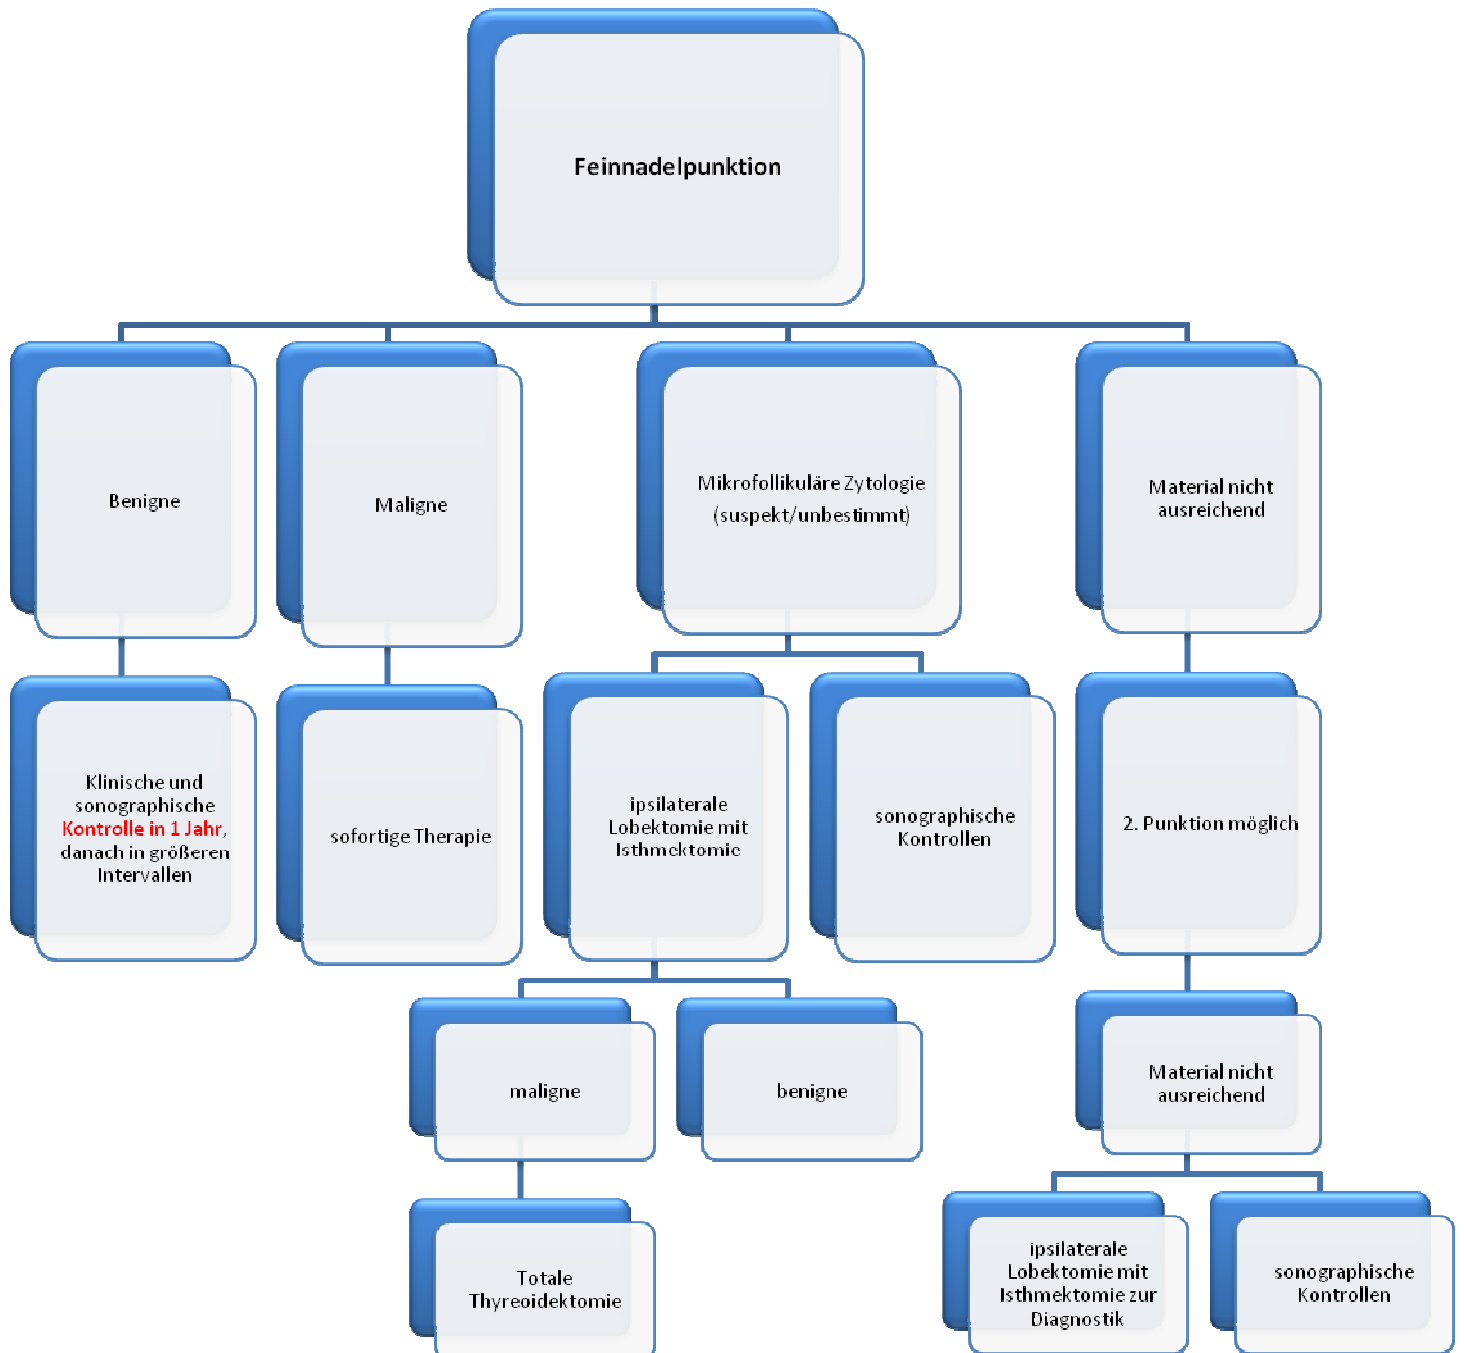 Feinnadelpunktion
Benigne
Maligne
Mikrofollikuläre Zytologie
(suspekt/unbestimmt)
Material nicht
ausreichend
Klinische und
sonographische
Kontrolle in 1 Jahr,
danach in größeren
Intervallen
sofortige Therapie
ipsilaterale
Lobektomie mit
Isthmektomie
sonographische
Kontrollen
2. Punktion möglich
maligne
benigne
Material nicht
ausreichend
Totale
Thyreoidektomie
ipsilaterale
Lobektomie mit
Isthmektomie zur
Diagnostik
sonographische
Kontrollen